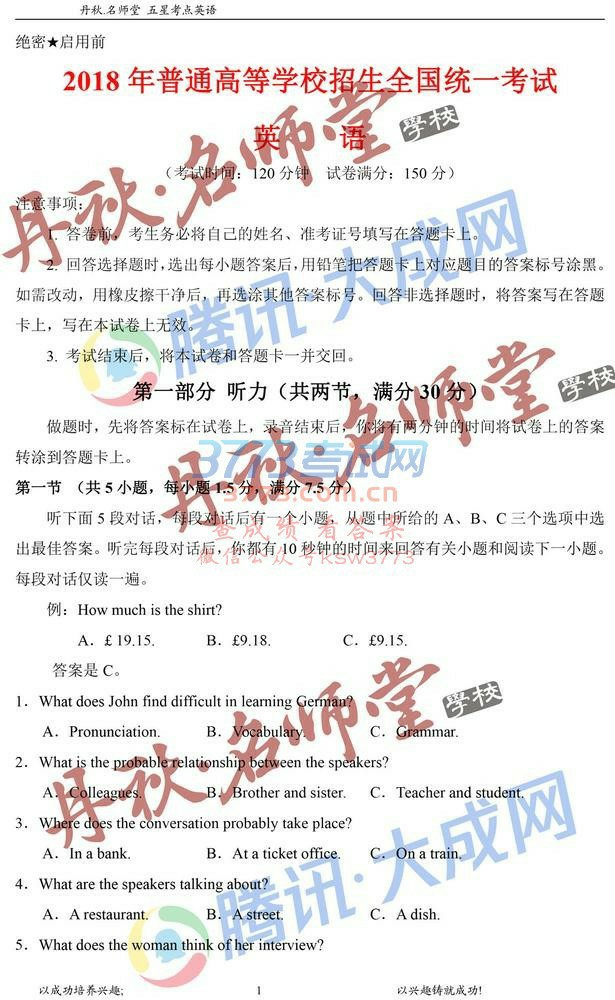 丹秋.名师堂 五星考点英语
绝密★启用前
2018 年普通高等学校招生全国统一考试
英 语
（考试时间：120 分钟 试卷满分：150 分）
注意事项：
1. 答卷前，考生务必将自己的姓名、准考证号填写在答题卡上。
2. 回答选择题时，选出每小题答案后，用铅笔把答题卡上对应题目的答案标号涂黑。
如需改动，用橡皮擦干净后，再选涂其他答案标号。回答非选择题时，将答案写在答题
卡上，写在本试卷上无效。
3. 考试结束后，将本试卷和答题卡一并交回。
第一部分 听力（共两节，满分 30 分）
做题时，先将答案标在试卷上，录音结束后，你将有两分钟的时间将试卷上的答案
转涂到答题卡上。
第一节 （共 5 小题，每小题 1.5 分，满分 7.5 分）
听下面 5 段对话，每段对话后有一个小题，从题中所给的 A、B、C 三个选项中选
出最佳答案。听完每段对话后，你都有 10 秒钟的时间来回答有关小题和阅读下一小题。
每段对话仅读一遍。
例：How much is the shirt?
A．£ 19.15. B．£9.18. C．£9.15.
答案是 C。
1．What does John find difficult in learning German?
A．Pronunciation. B．Vocabulary. C．Grammar.
2．What is the probable relationship between the speakers?
A．Colleagues. B．Brother and sister. C．Teacher and student.
3．Where does the conversation probably take place?
A．In a bank. B．At a ticket office. C．On a train.
4．What are the speakers talking about?
A．A restaurant. B．A street. C．A dish.
5．What does the woman think of her interview?
以成功培养兴趣; 1 以兴趣铸就成功!
丹秋·名师堂 學校
腾讯·大成网
丹秋·名师堂 學校
3773考试网
3773.com.cn
查成绩 看答案
微信公众号ksw3773
丹秋·名师堂 學校
腾讯·大成网